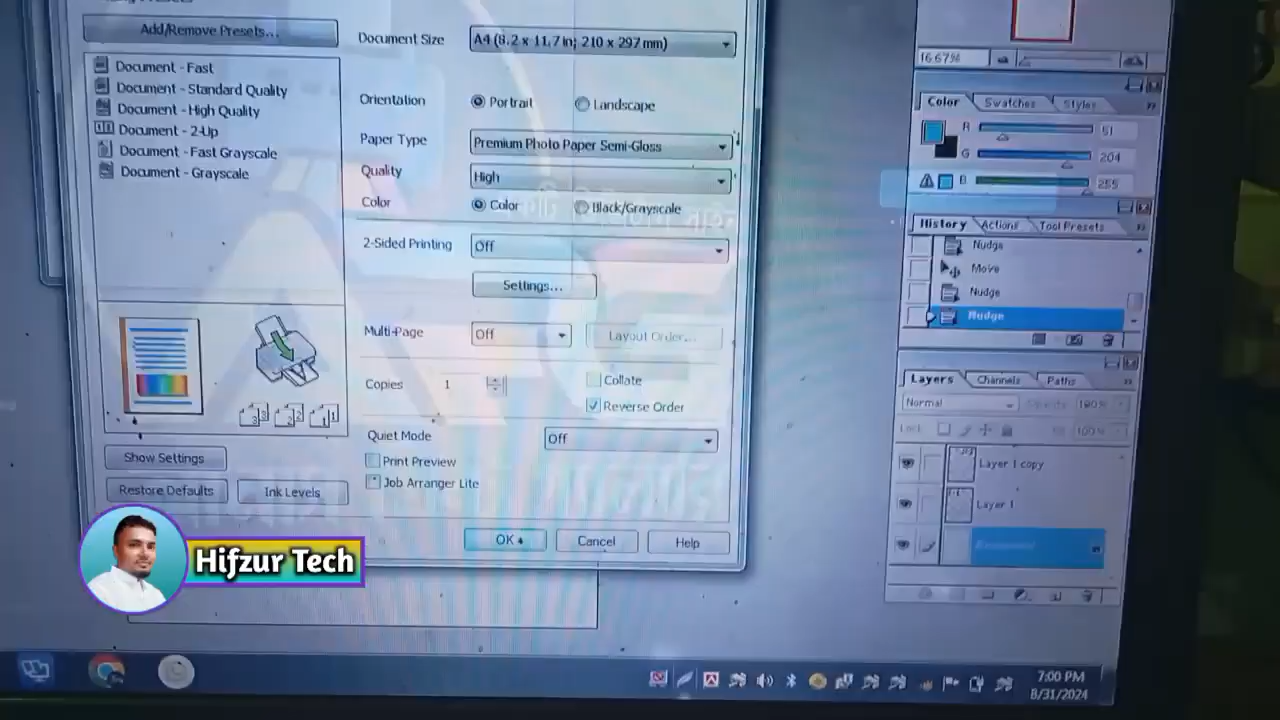 Add/Remove Presets...
Document - Fast
Document - Standard Quality
Document - High Quality
Document - 2-Up
Document - Fast Grayscale
Document - Grayscale
Show Settings
Restore Defaults
Ink Levels
Document Size
A4 (8.2 x 11.7 in; 210 x 297 mm)
Orientation
Portrait
Landscape
Paper Type
Premium Photo Paper Semi-Gloss
Quality
High
Color
Color
Black/Grayscale
2-Sided Printing
Off
Settings...
Multi-Page
Off
Layout Order...
Copies
1
Collate
Reverse Order
Quiet Mode
Off
Print Preview
Job Arranger Lite
OK
Cancel
Help
16.67%
Color
Swatches
Styles
R
51
G
204
B
255
History
Actions
Tool Presets
Nudge
Move
Nudge
Nudge
Layers
Channels
Paths
Normal
Opacity: 100%
Lock:
100%
Layer 1 copy
Layer 1
Hifzur Tech
7:00 PM
8/31/2024